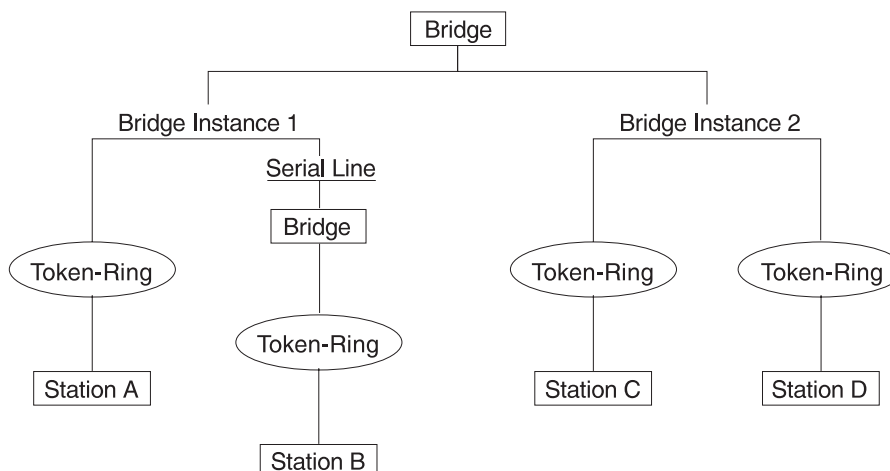 Bridge
Bridge Instance 1
Bridge Instance 2
Serial Line
Bridge
Token-Ring
Token-Ring
Token-Ring
Token-Ring
Station A
Station C
Station D
Station B